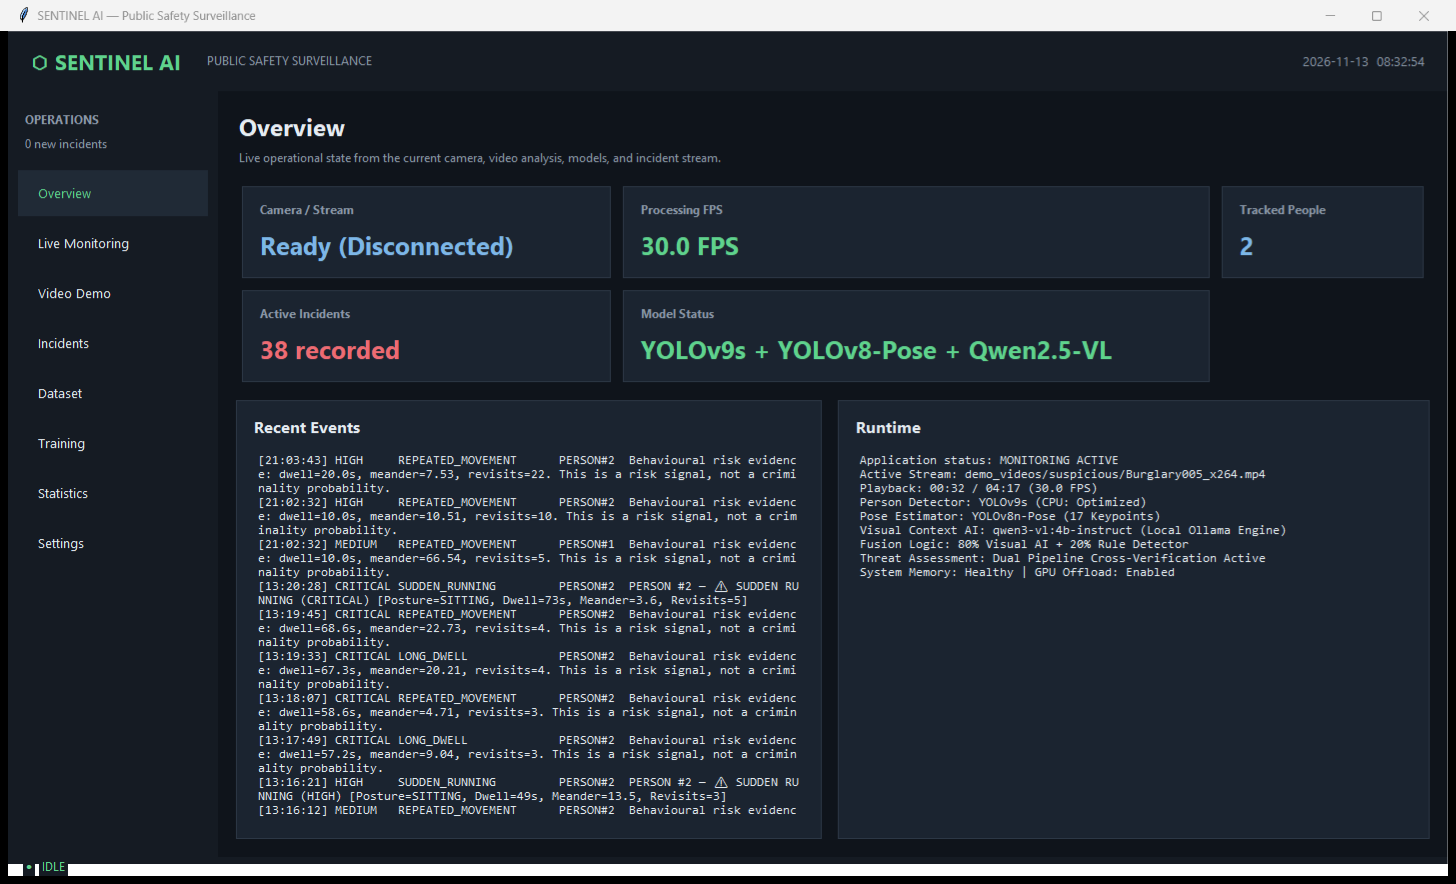 SENTINEL AI — Public Safety Surveillance
SENTINEL AI
PUBLIC SAFETY SURVEILLANCE
2026-11-13 08:32:54
OPERATIONS
0 new incidents
Overview
Live Monitoring
Video Demo
Incidents
Dataset
Training
Statistics
Settings
Overview
Live operational state from the current camera, video analysis, models, and incident stream.
Camera / Stream
Ready (Disconnected)
Processing FPS
30.0 FPS
Tracked People
2
Active Incidents
38 recorded
Model Status
YOLOv9s + YOLOv8-Pose + Qwen2.5-VL
Recent Events
[21:03:43] HIGH     REPEATED_MOVEMENT      PERSON#2  Behavioural risk evidenc
e: dwell=20.0s, meander=7.53, revisits=22. This is a risk signal, not a crimi
nality probability.
[21:02:32] HIGH     REPEATED_MOVEMENT      PERSON#2  Behavioural risk evidenc
e: dwell=10.0s, meander=10.51, revisits=10. This is a risk signal, not a crim
inality probability.
[21:02:32] MEDIUM   REPEATED_MOVEMENT      PERSON#1  Behavioural risk evidenc
e: dwell=10.0s, meander=66.54, revisits=5. This is a risk signal, not a crimi
nality probability.
[13:20:28] CRITICAL SUDDEN_RUNNING         PERSON#2  PERSON #2 — ⚠ SUDDEN RU
NNING (CRITICAL) [Posture=SITTING, Dwell=73s, Meander=3.6, Revisits=5]
[13:19:45] CRITICAL REPEATED_MOVEMENT      PERSON#2  Behavioural risk evidenc
e: dwell=68.6s, meander=22.73, revisits=4. This is a risk signal, not a crimi
nality probability.
[13:19:33] CRITICAL LONG_DWELL             PERSON#2  Behavioural risk evidenc
e: dwell=67.3s, meander=20.21, revisits=4. This is a risk signal, not a crimi
nality probability.
[13:18:07] CRITICAL REPEATED_MOVEMENT      PERSON#2  Behavioural risk evidenc
e: dwell=58.6s, meander=4.71, revisits=3. This is a risk signal, not a crimin
ality probability.
[13:17:49] CRITICAL LONG_DWELL             PERSON#2  Behavioural risk evidenc
e: dwell=57.2s, meander=9.04, revisits=3. This is a risk signal, not a crimin
ality probability.
[13:16:21] HIGH     SUDDEN_RUNNING         PERSON#2  PERSON #2 — ⚠ SUDDEN RU
NNING (HIGH) [Posture=SITTING, Dwell=49s, Meander=13.5, Revisits=3]
[13:16:12] MEDIUM   REPEATED_MOVEMENT      PERSON#2  Behavioural risk evidenc
Runtime
Application status: MONITORING ACTIVE
Active Stream: demo_videos/suspicious/Burglary005_x264.mp4
Playback: 00:32 / 04:17 (30.0 FPS)
Person Detector: YOLOv9s (CPU: Optimized)
Pose Estimator: YOLOv8n-Pose (17 Keypoints)
Visual Context AI: qwen3-vl:4b-instruct (Local Ollama Engine)
Fusion Logic: 80% Visual AI + 20% Rule Detector
Threat Assessment: Dual Pipeline Cross-Verification Active
System Memory: Healthy | GPU Offload: Enabled
● IDLE